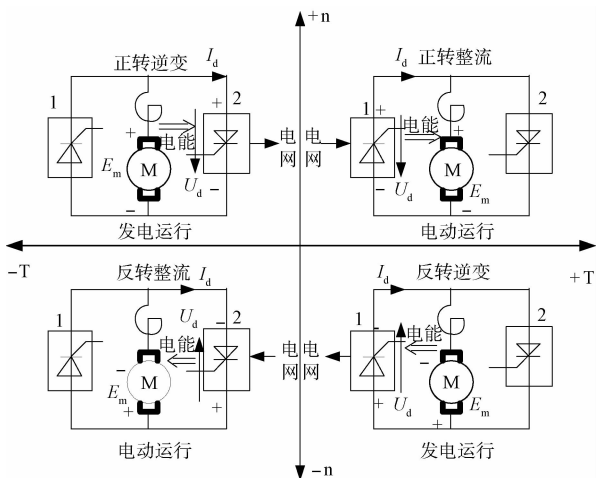 +n
正转逆变 I_d
1
2
+
+
电能
E_m
M
U_d
-
-
发电运行
电网
电网
I_d 正转整流
1
2
+
电能
+
-
U_d
M
E_m
-
电动运行
-T
+T
反转整流 I_d
1
2
U_d
-
电能
-
E_m
M
+
+
电动运行
电网
电网
I_d 反转逆变
1
2
-
电能
-
+
U_d
M
E_m
+
发电运行
-n